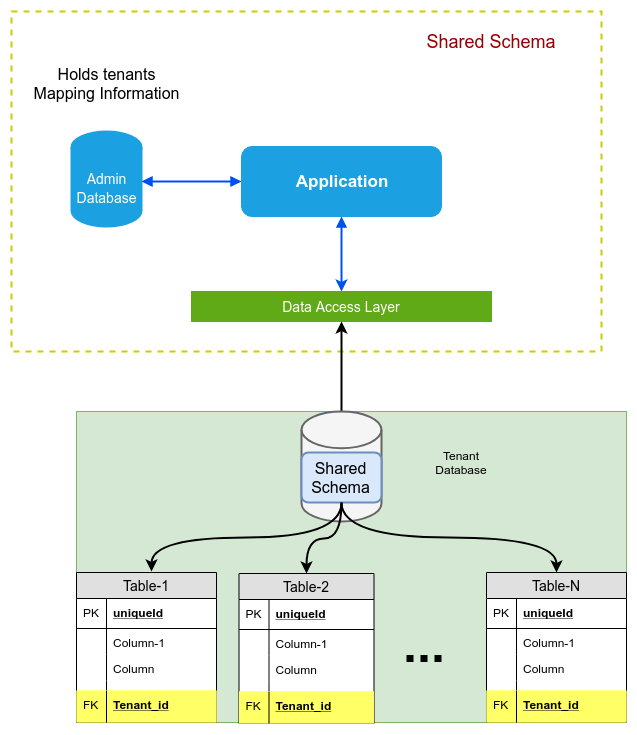 Shared Schema
Holds tenants
Mapping Information
Admin
Database
Application
Data Access Layer
Shared
Schema
Tenant
Database
Table-1
PK uniqueId
Column-1
Column
FK Tenant_id
Table-2
PK uniqueId
Column-1
Column
FK Tenant_id
...
Table-N
PK uniqueId
Column-1
Column
FK Tenant_id